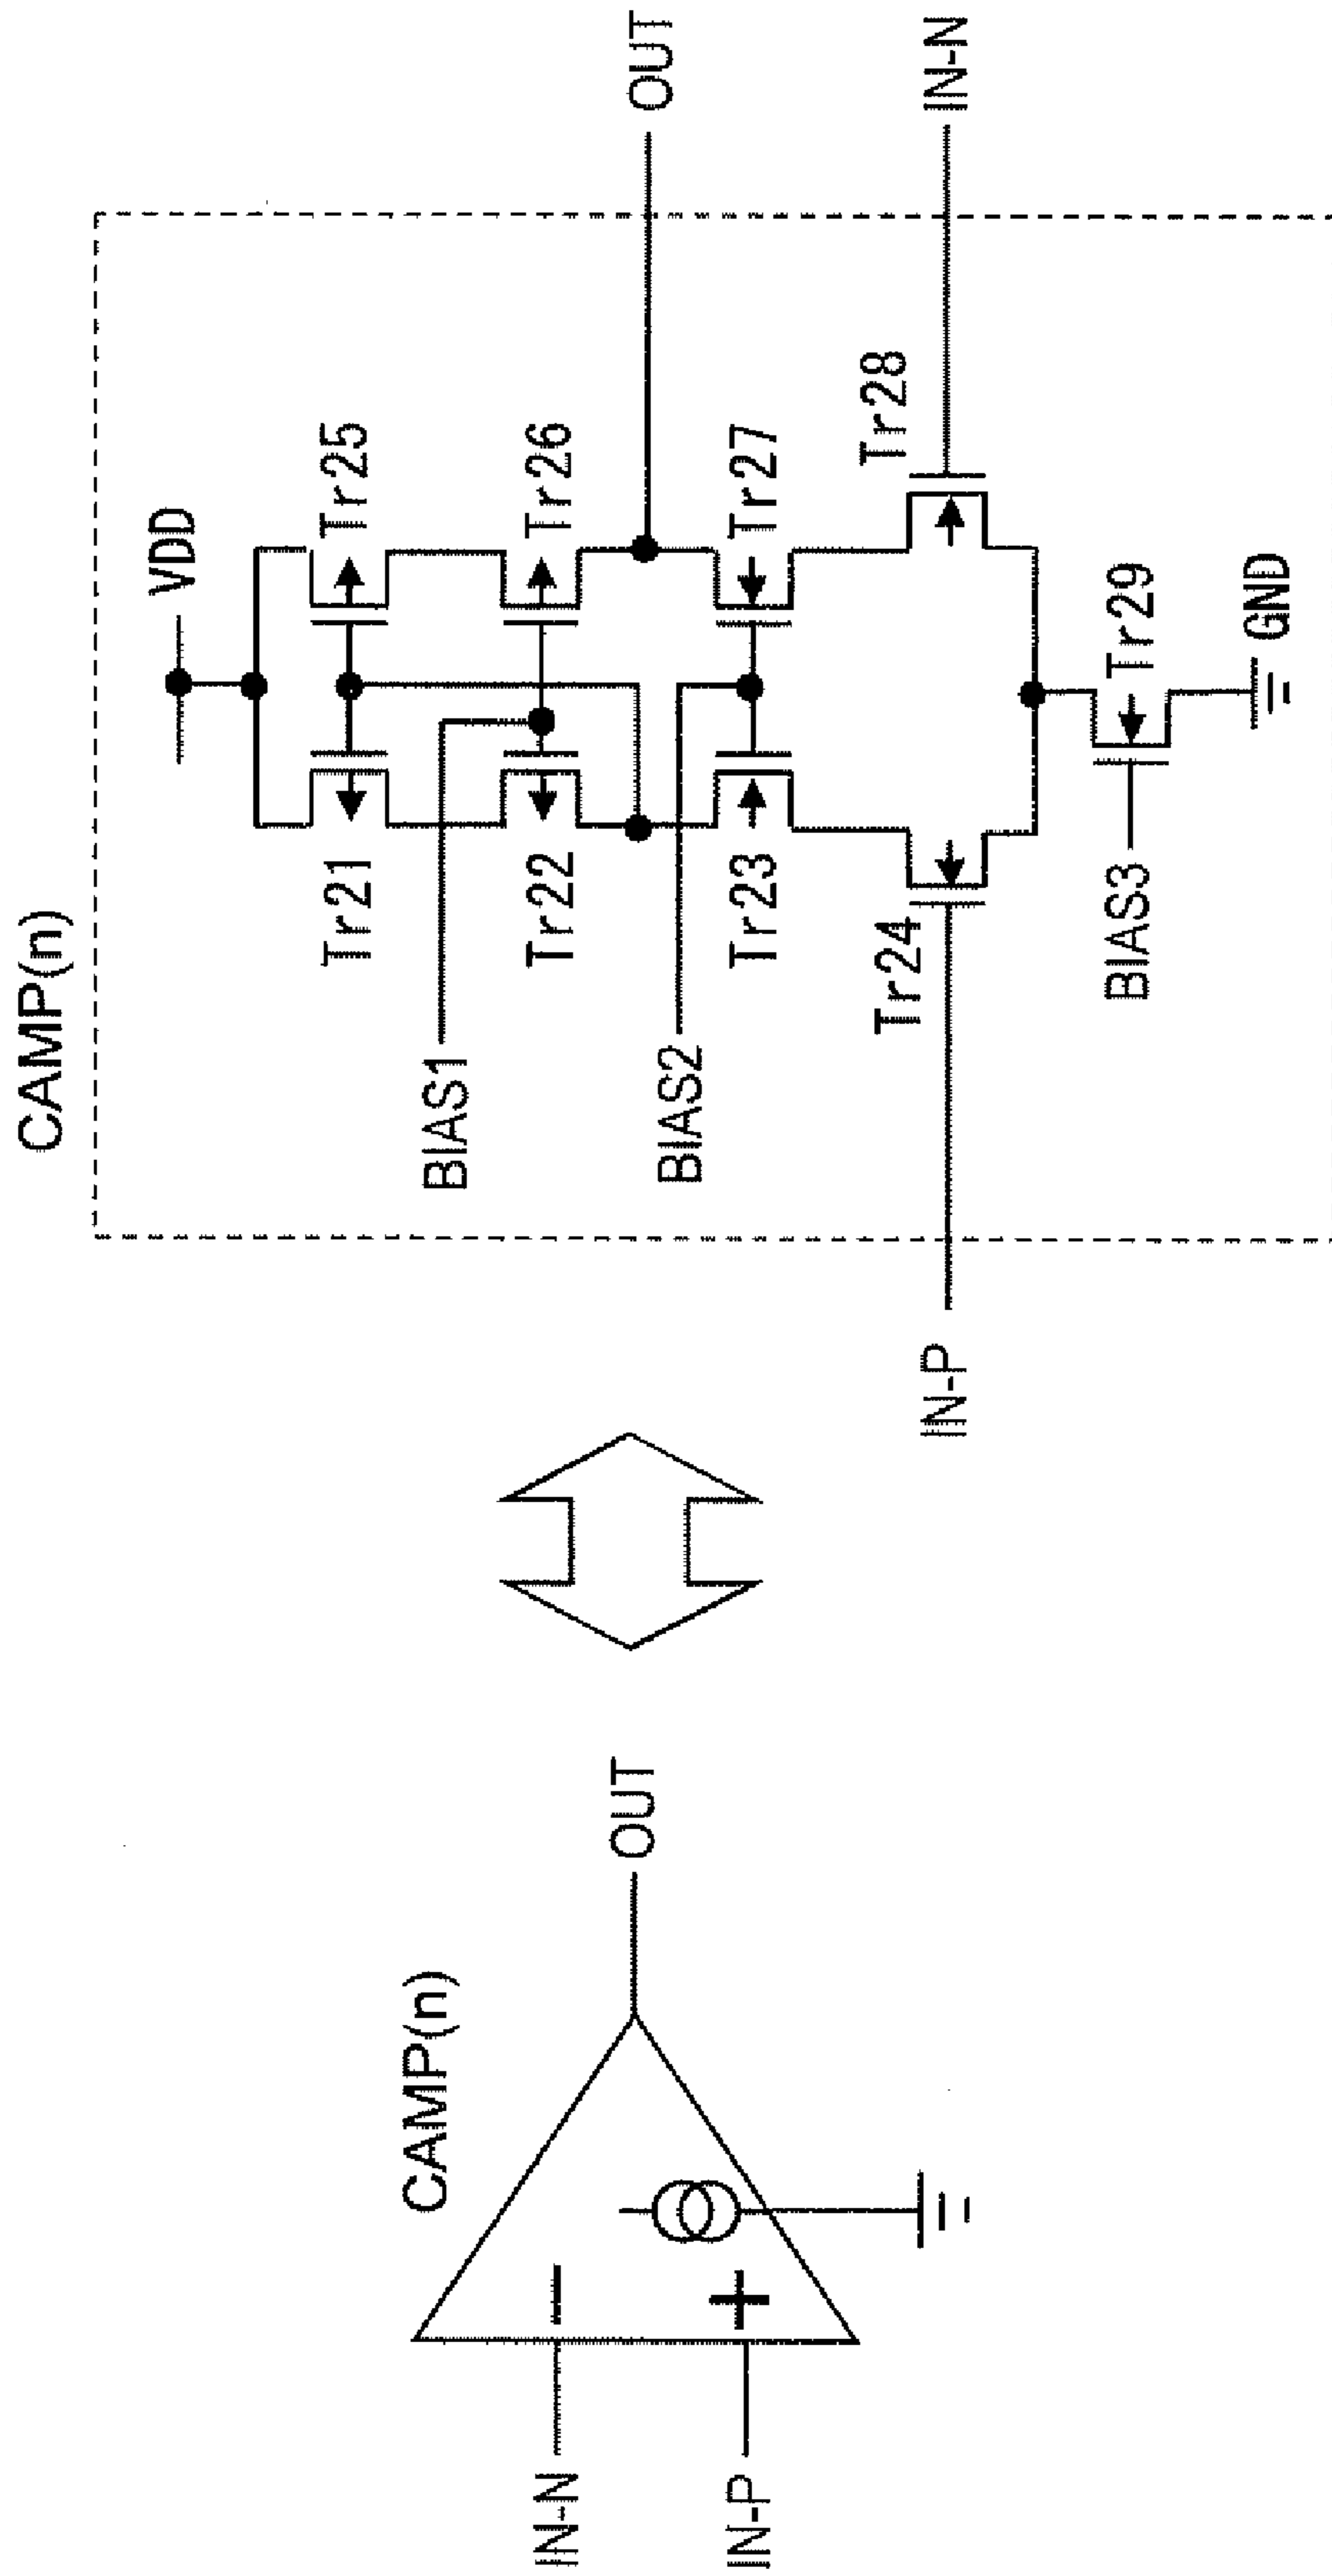 CAMP(n)
IN-N
IN-P
OUT
CAMP(n)
VDD
Tr21
Tr25
Tr22
Tr26
BIAS1
OUT
BIAS2
Tr23
Tr27
Tr24
Tr28
IN-P
IN-N
BIAS3
Tr29
GND